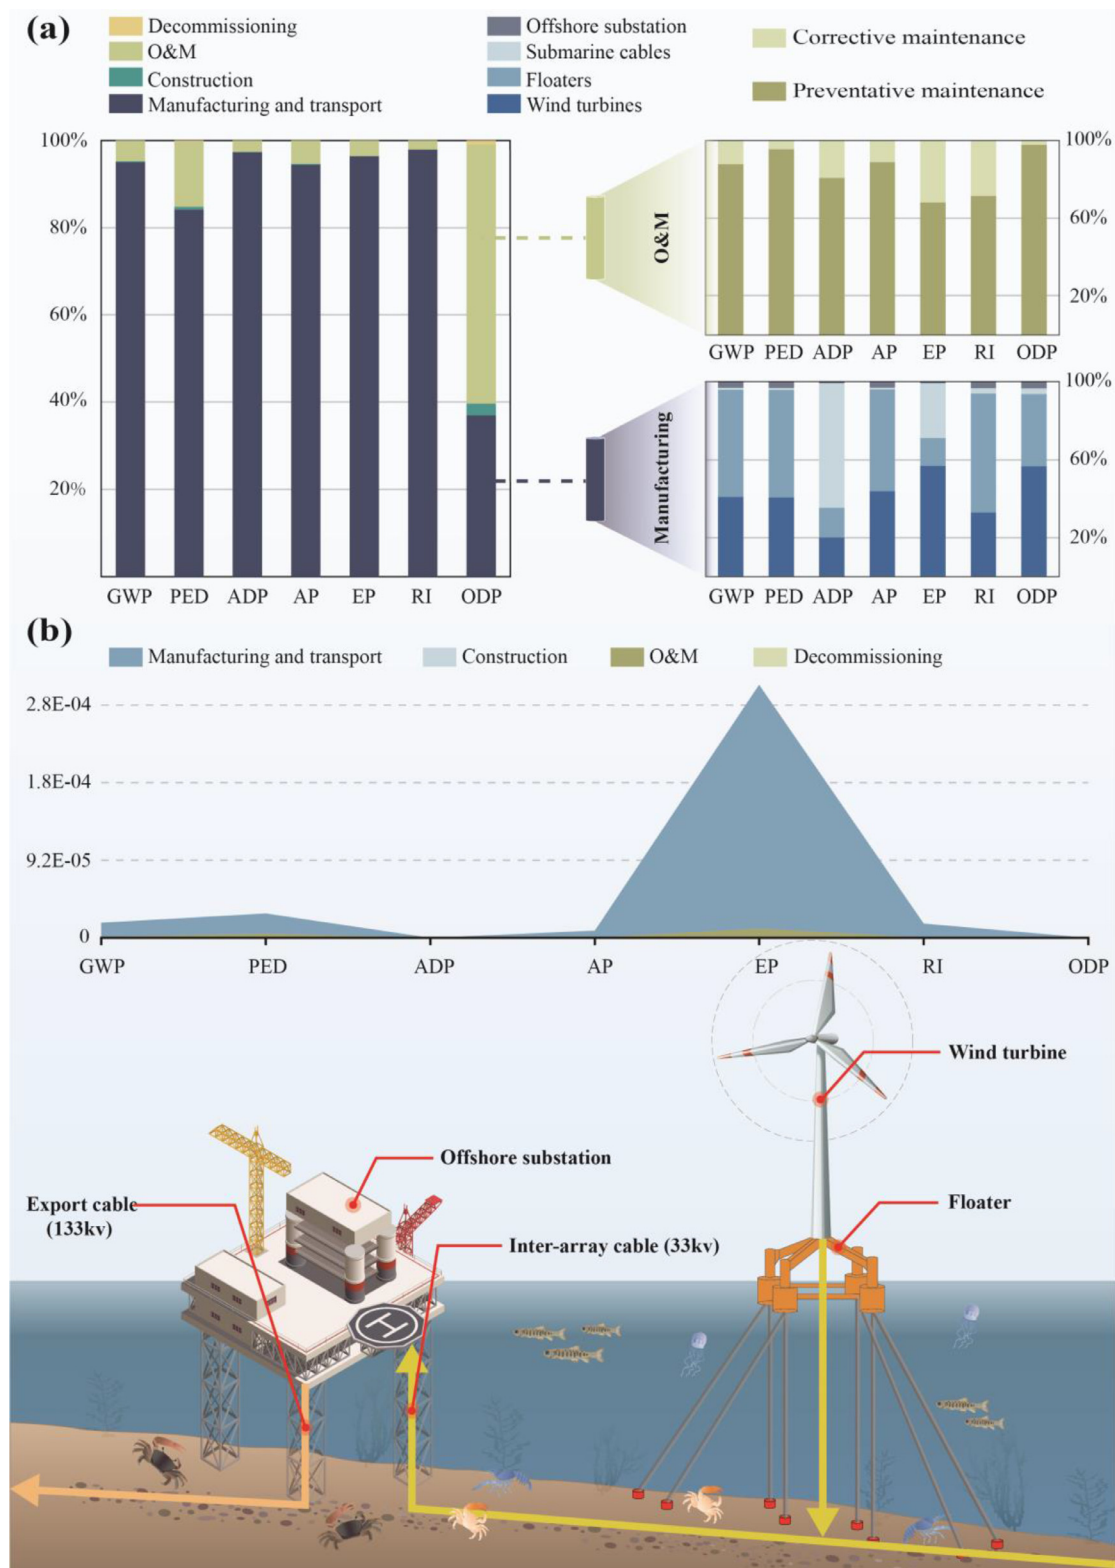 (a)
Decommissioning
O&M
Construction
Manufacturing and transport
Offshore substation
Submarine cables
Floaters
Wind turbines
Corrective maintenance
Preventative maintenance
100%
80%
60%
40%
20%
GWP PED ADP AP EP RI ODP
O&M
100%
60%
20%
GWP PED ADP AP EP RI ODP
Manufacturing
100%
60%
20%
GWP PED ADP AP EP RI ODP
(b)
Manufacturing and transport Construction O&M Decommissioning
2.8E-04
1.8E-04
9.2E-05
0
GWP PED ADP AP EP RI ODP
Wind turbine
Offshore substation
Export cable
(133kv)
Floater
Inter-array cable (33kv)
H